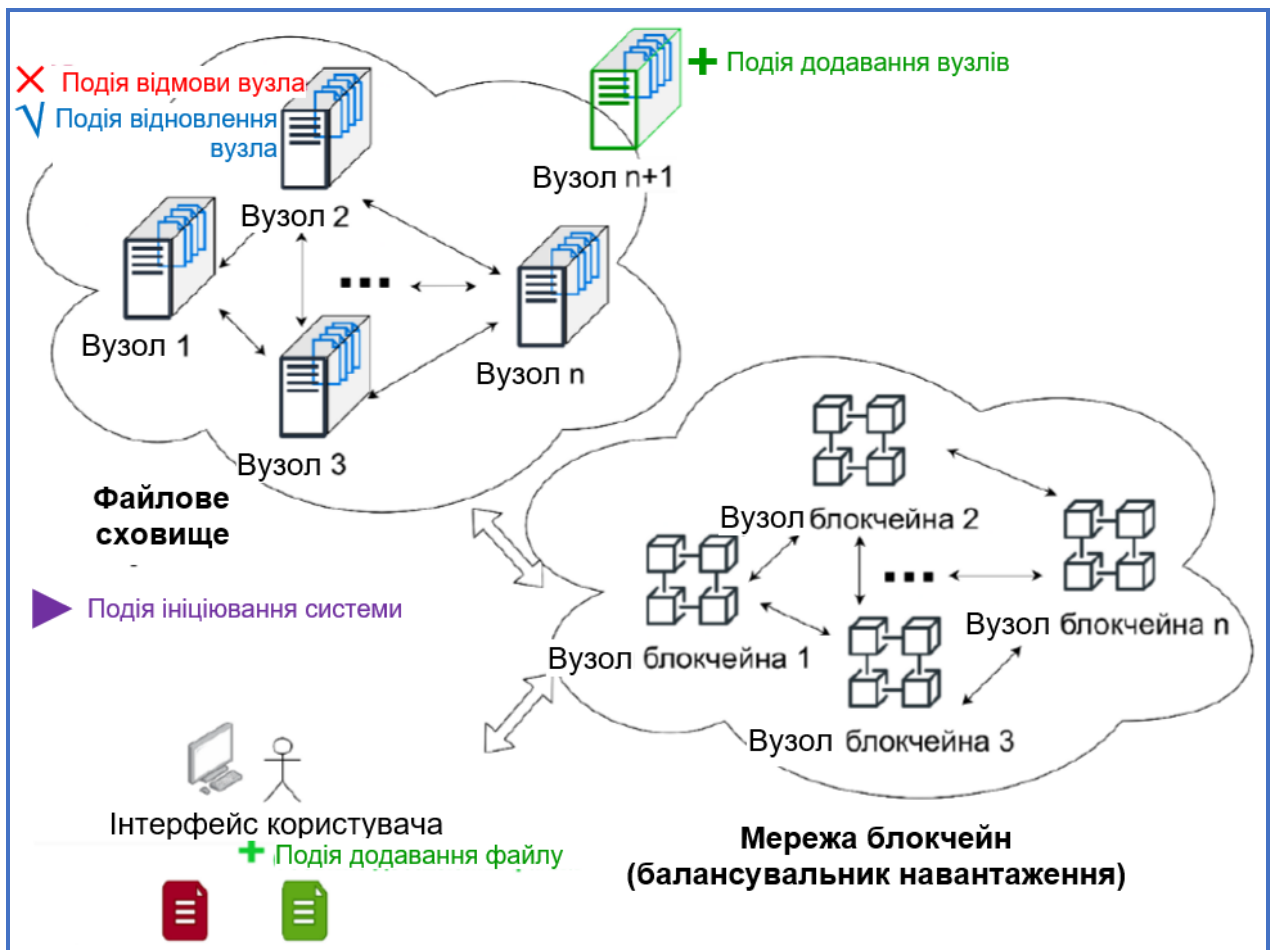 Подія відмови вузла
Подія відновлення
вузла
Подія додавання вузлів
Вузол n+1
Вузол 2
Вузол 1
Вузол n
Вузол 3
Файлове
сховище
Вузол блокчейна 2
Подія ініціювання системи
Вузол блокчейна n
Вузол блокчейна 1
Вузол блокчейна 3
Інтерфейс користувача
Подія додавання файлу
Мережа блокчейн
(балансувальник навантаження)